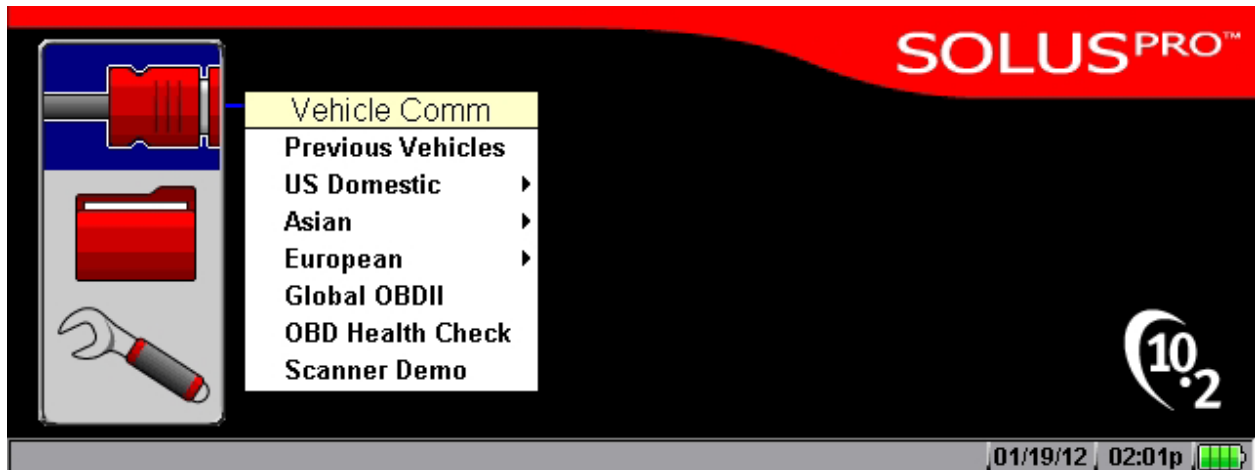 SOLUSPRO™
Vehicle Comm
Previous Vehicles
US Domestic
Asian
European
Global OBDII
OBD Health Check
Scanner Demo
10.2
01/19/12 02:01p